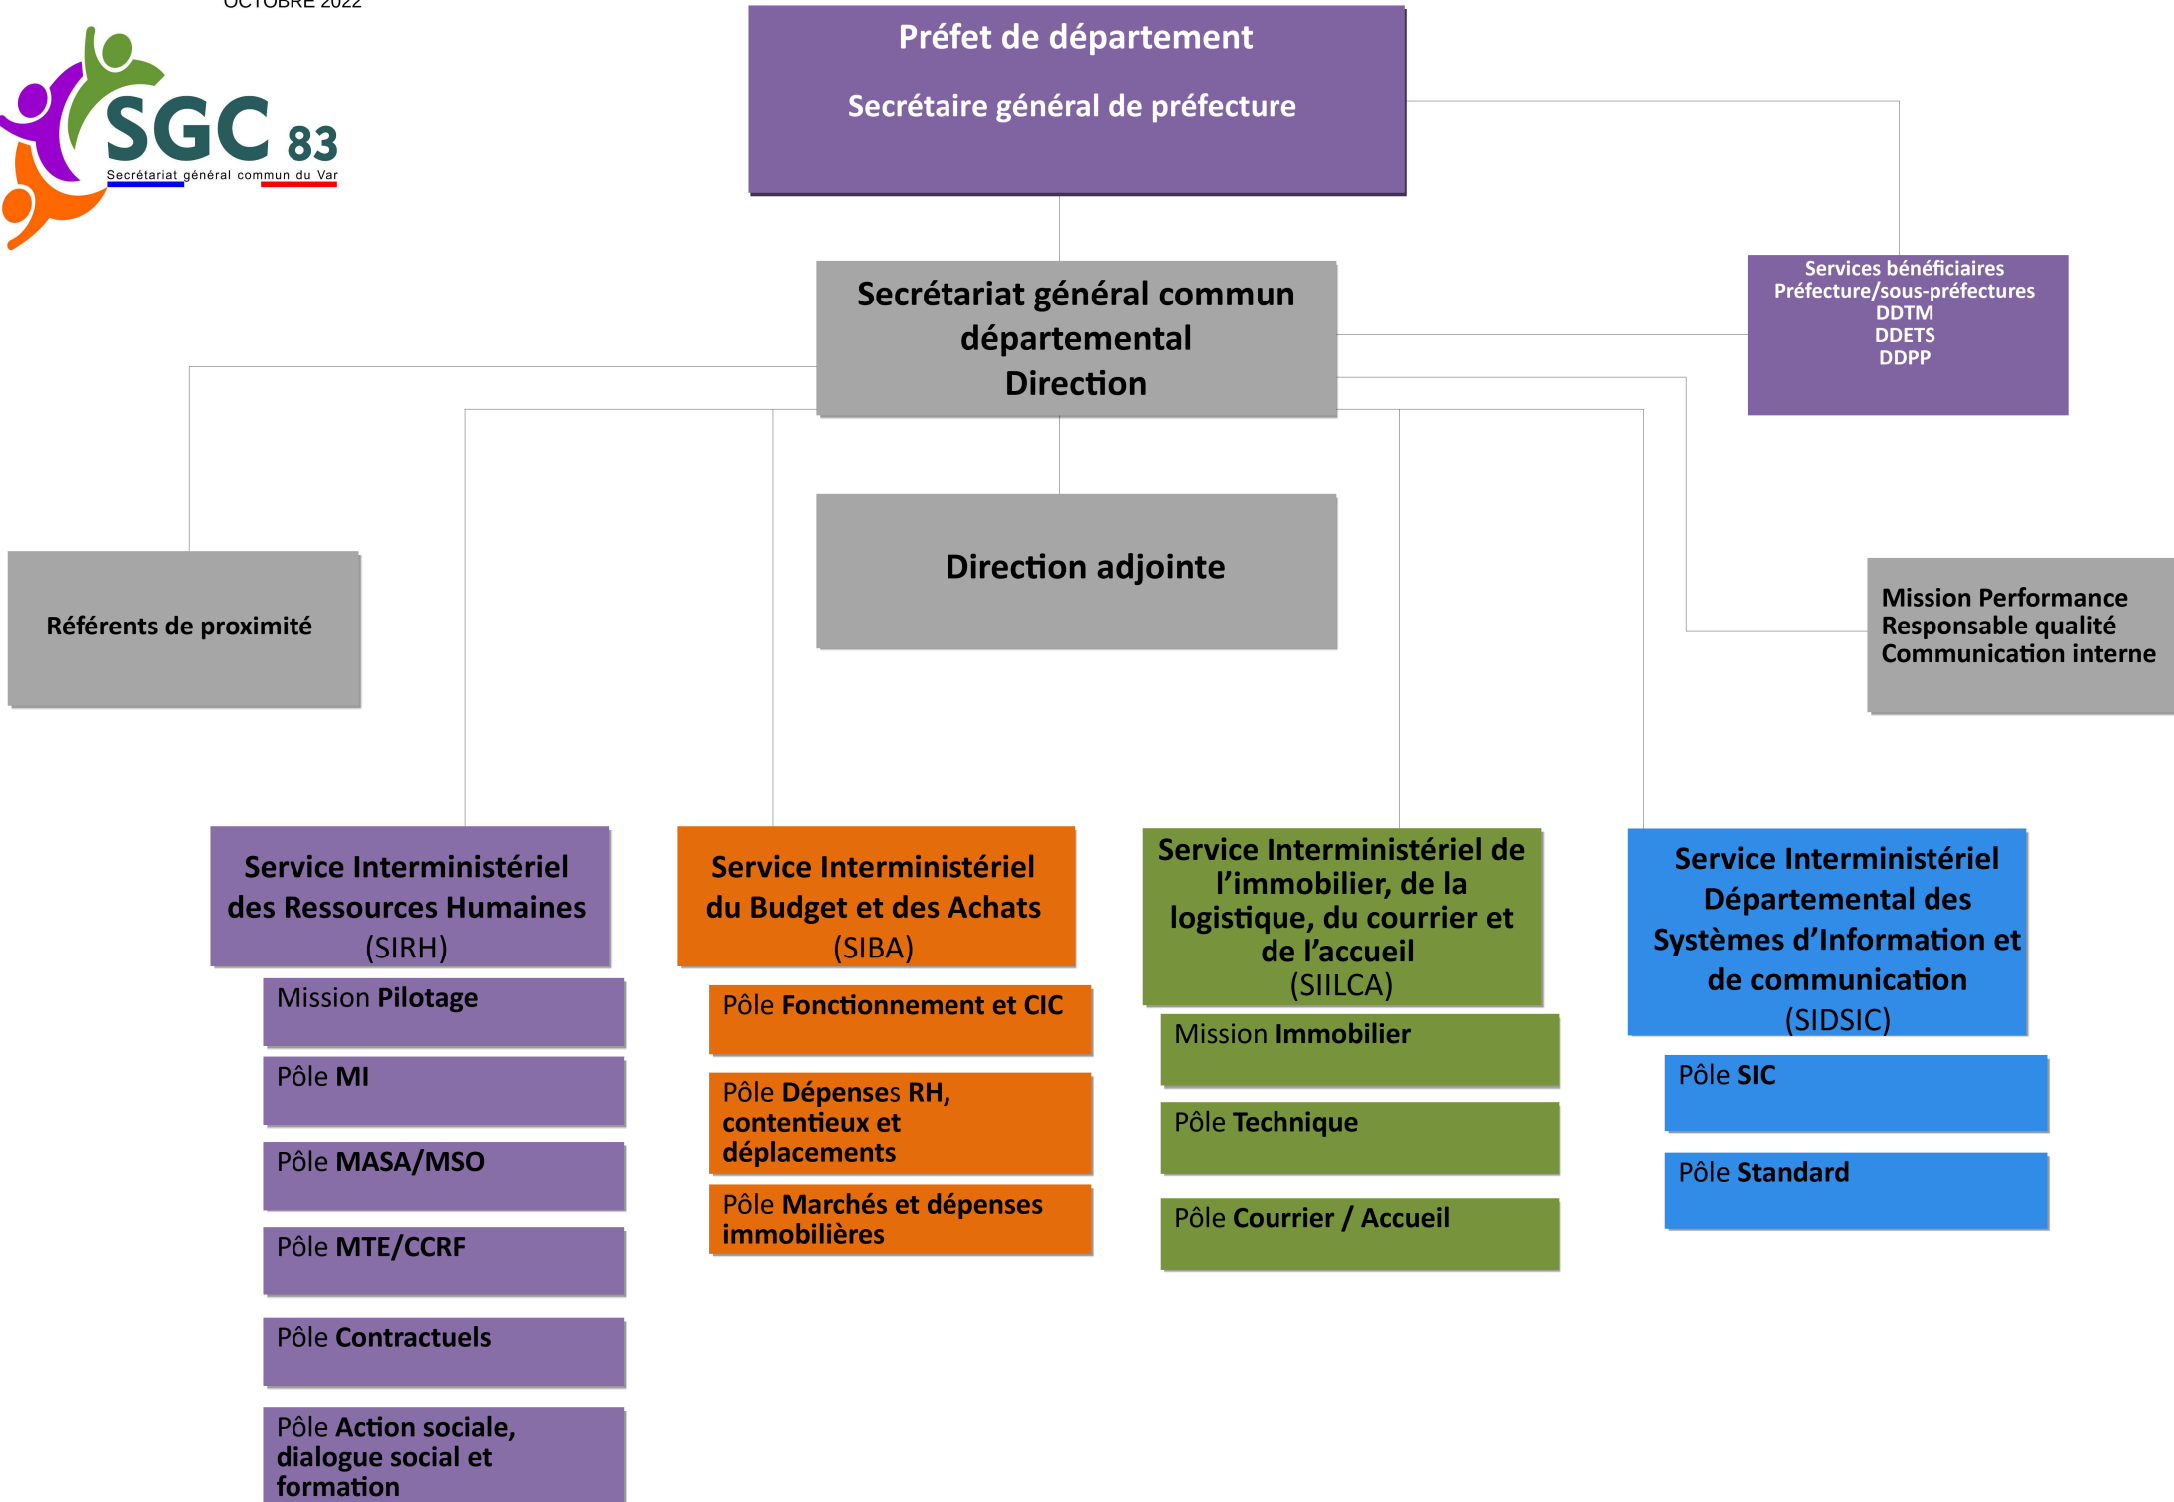 OCTOBRE 2022
SGC 83
Secrétariat général commun du Var
Préfet de département
Secrétaire général de préfecture
Services bénéficiaires
Préfecture/sous-préfectures
DDTM
DDETS
DDPP
Secrétariat général commun
départemental
Direction
Direction adjointe
Référents de proximité
Mission Performance
Responsable qualité
Communication interne
Service Interministériel
des Ressources Humaines
(SIRH)
Mission Pilotage
Pôle MI
Pôle MASA/MSO
Pôle MTE/CCRF
Pôle Contractuels
Pôle Action sociale,
dialogue social et
formation
Service Interministériel
du Budget et des Achats
(SIBA)
Pôle Fonctionnement et CIC
Pôle Dépenses RH,
contentieux et
déplacements
Pôle Marchés et dépenses
immobilières
Service Interministériel de
l’immobilier, de la
logistique, du courrier et
de l’accueil
(SIILCA)
Mission Immobilier
Pôle Technique
Pôle Courrier / Accueil
Service Interministériel
Départemental des
Systèmes d’Information et
de communication
(SIDSIC)
Pôle SIC
Pôle Standard